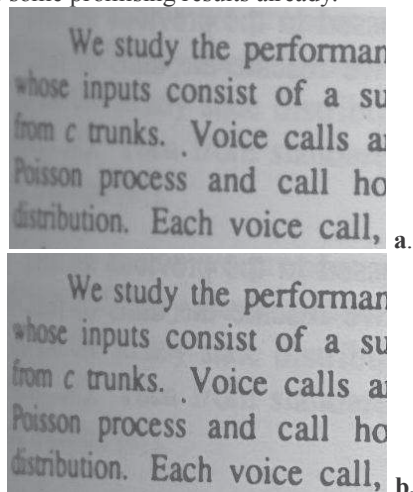 some promising results already.
We study the performan
whose inputs consist of a su
from c trunks. Voice calls a
Poisson process and call ho
distribution. Each voice call,
a.
We study the performan
whose inputs consist of a su
from c trunks. Voice calls a
Poisson process and call ho
distribution. Each voice call,
b.